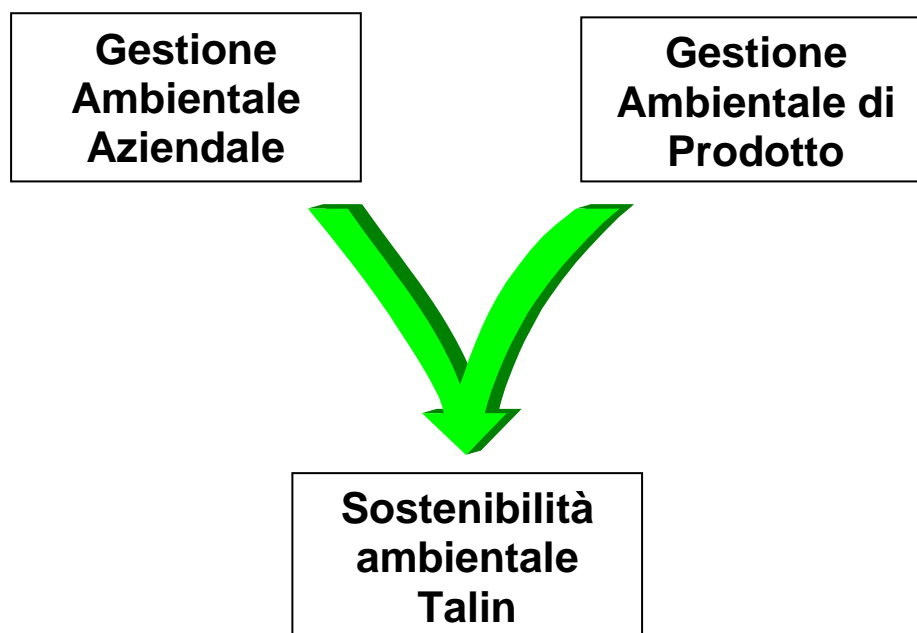 Gestione
Ambientale
Aziendale
Gestione
Ambientale di
Prodotto
Sostenibilità
ambientale
Talin